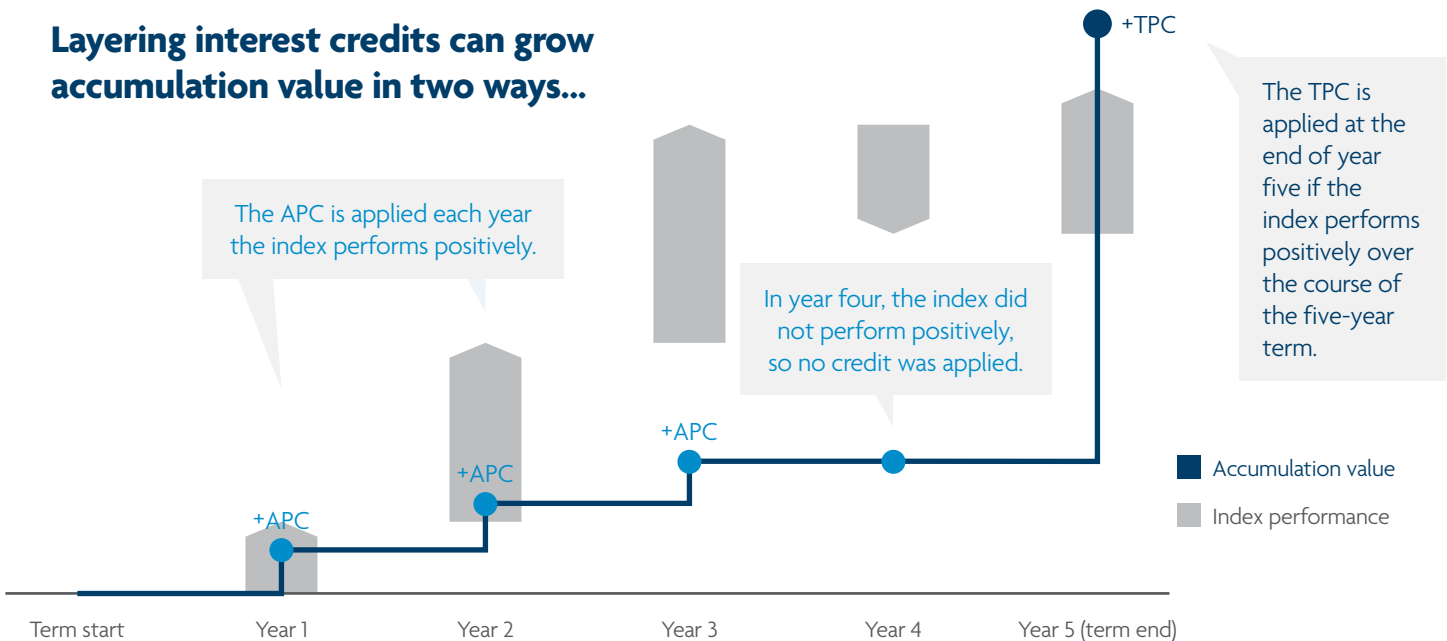 Layering interest credits can grow
accumulation value in two ways...
+TPC
The TPC is
applied at the
end of year
five if the
index performs
positively over
the course of
the five-year
term.
The APC is applied each year
the index performs positively.
In year four, the index did
not perform positively,
so no credit was applied.
+APC
+APC
+APC
Accumulation value
Index performance
Term start
Year 1
Year 2
Year 3
Year 4
Year 5 (term end)